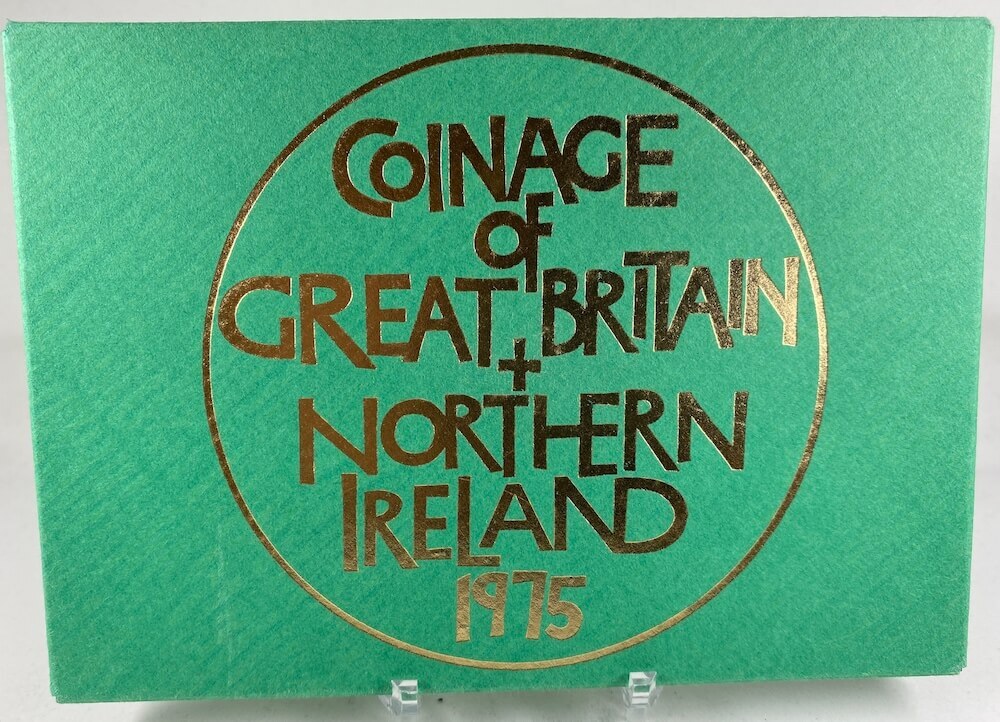 COINAGE
of
GREAT BRITAIN
+
NORTHERN
IRELAND
1975